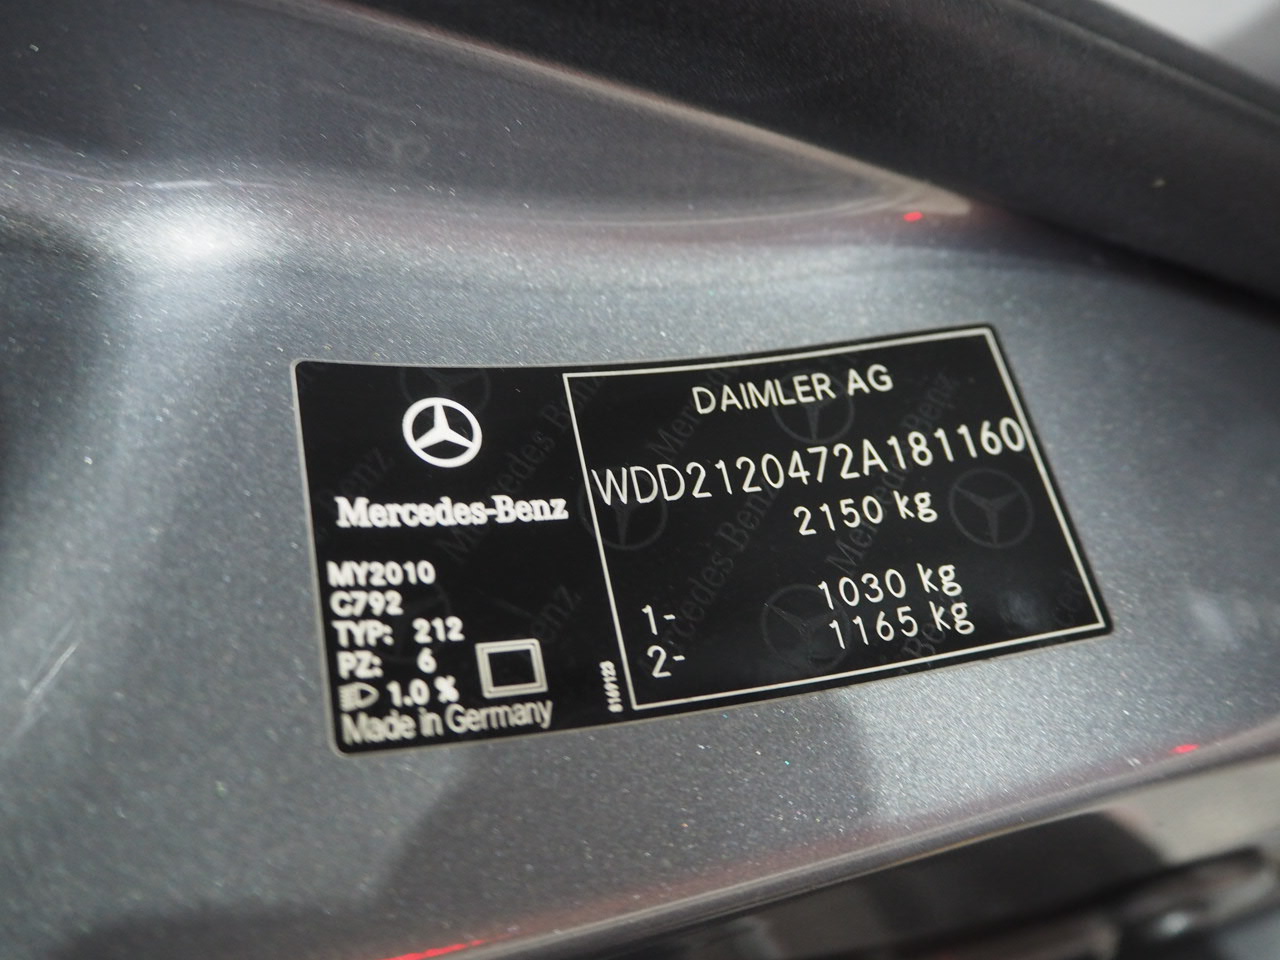 Mercedes-Benz
MY2010
C792
TYP: 212
PZ: 6
1.0 %
Made in Germany
8169123
DAIMLER AG
WDD2120472A181160
2150 kg
1- 1030 kg
2- 1165 kg